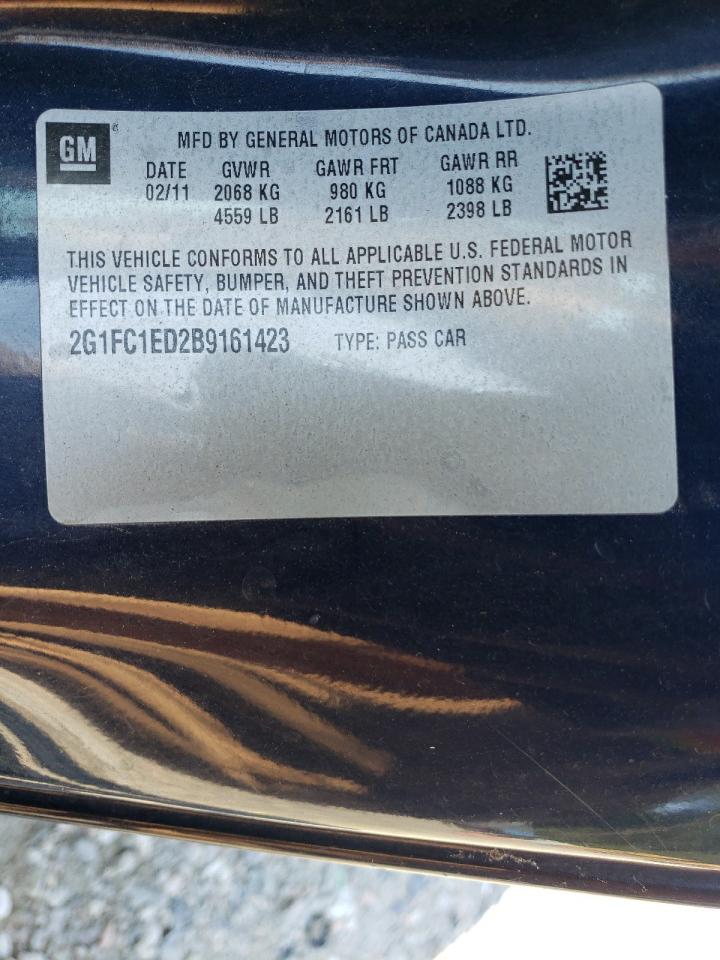 GM
MFD BY GENERAL MOTORS OF CANADA LTD.
DATE GVWR GAWR FRT GAWR RR
02/11 2068 KG 980 KG 1088 KG
4559 LB 2161 LB 2398 LB
THIS VEHICLE CONFORMS TO ALL APPLICABLE U.S. FEDERAL MOTOR
VEHICLE SAFETY, BUMPER, AND THEFT PREVENTION STANDARDS IN
EFFECT ON THE DATE OF MANUFACTURE SHOWN ABOVE.
2G1FC1ED2B9161423 TYPE: PASS CAR